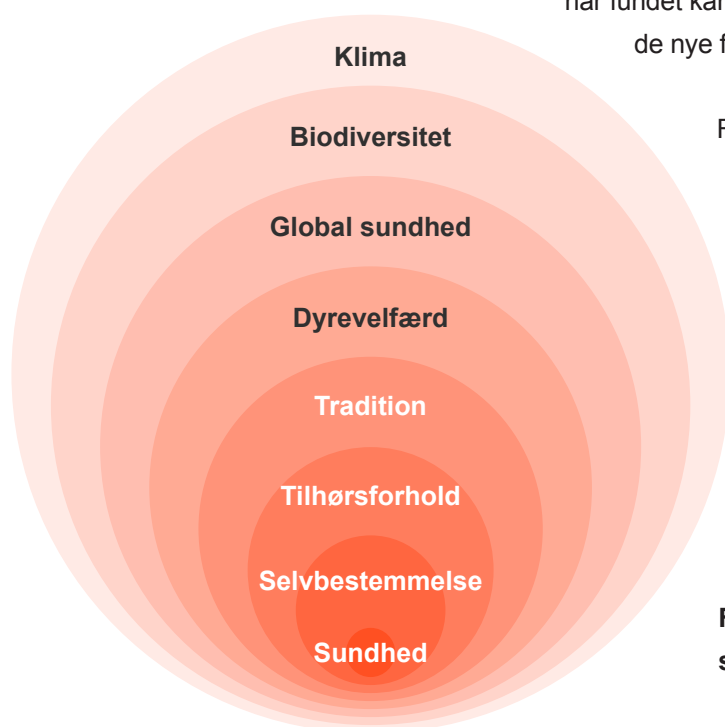 de nye
Klima
Biodiversitet
Global sundhed
Dyrevelfærd
Tradition
Tilhørsforhold
Selvbestemmelse
Sundhed